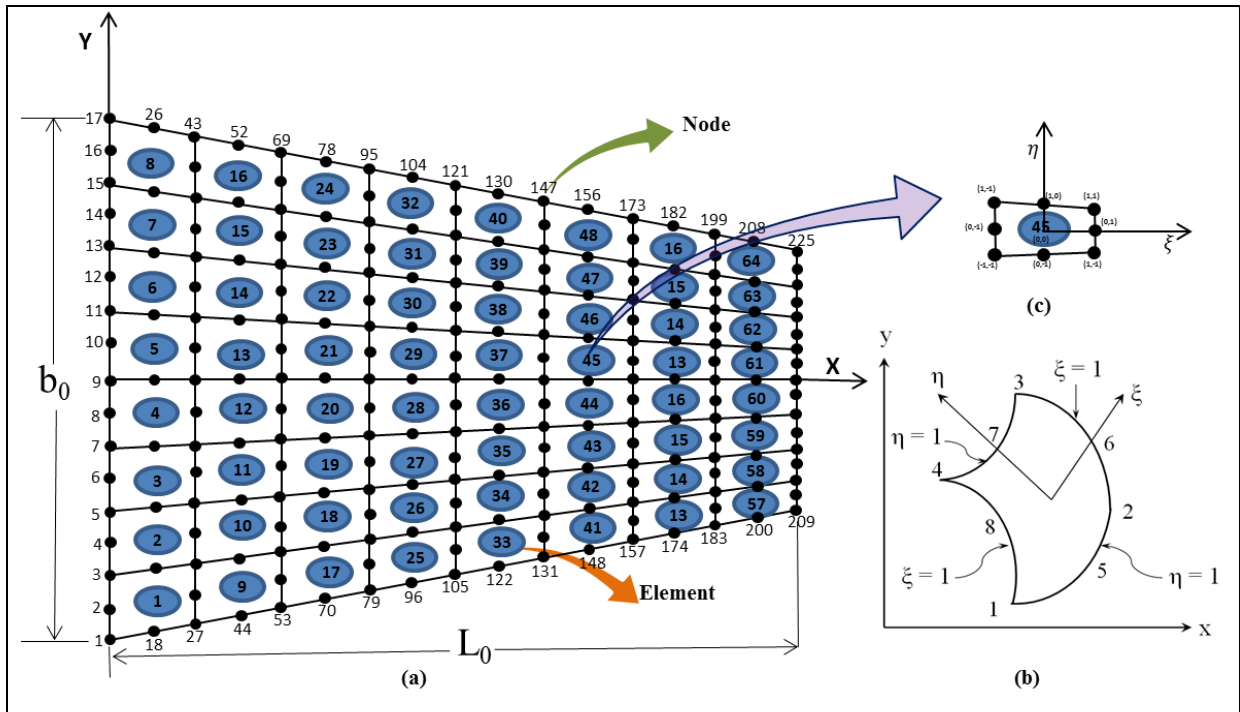 Y
17 26 43 52 69 78 95 104 121 130 147 156 173 182 199 208 225
Node
16
15
14
13
12
11
10
9
8
7
6
5
4
3
2
1
8 16 24 32 40 48 16 64
7 15 23 31 39 47 15 63
6 14 22 30 38 46 14 62
5 13 21 29 37 45 13 61
X
4 12 20 28 36 44 16 60
3 11 19 27 35 43 15 59
2 10 18 26 34 42 14 58
1 9 17 25 33 41 13 57
18 27 44 53 70 79 96 105 122 131 148 157 174 183 200 209
Element
b0
L0
(a)
η
(1,-1) (1,0) (1,1)
(0,-1) 45 (0,1)
(0,0)
(-1,-1) (0,-1) (1,-1)
ξ
(c)
y
η 3 ξ = 1 ξ
7 6
η = 1
4
8 2
ξ = 1 5 η = 1
1
x
(b)